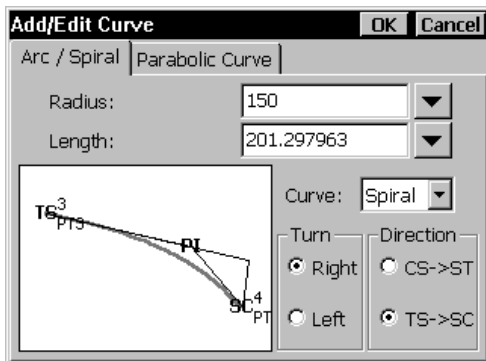 Add/Edit Curve OK Cancel
Arc / Spiral Parabolic Curve
Radius: 150
Length: 201.297963
Curve: Spiral
TS 3
PT3
PI
SC 4
PT
Turn Direction
Right CS->ST
Left TS->SC